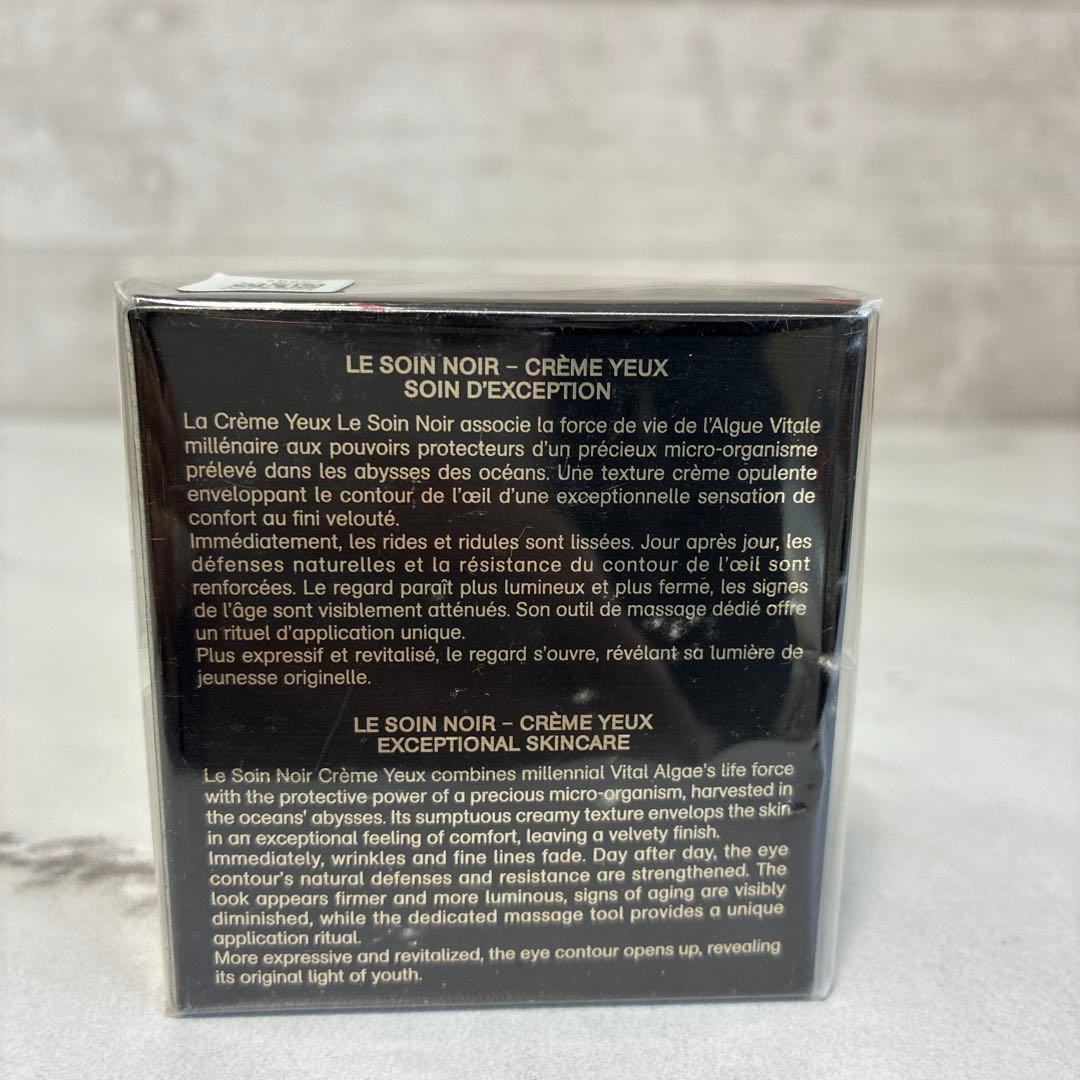 LE SOIN NOIR – CRÈME YEUX
SOIN D'EXCEPTION
La Crème Yeux Le Soin Noir associe la force de vie de l'Algue Vitale
millénaire aux pouvoirs protecteurs d'un précieux micro-organisme
prélevé dans les abysses des océans. Une texture crème opulente
enveloppant le contour de l'œil d'une exceptionnelle sensation de
confort au fini velouté.
Immédiatement, les rides et ridules sont lissées. Jour après jour, les
défenses naturelles et la résistance du contour de l'œil sont
renforcées. Le regard paraît plus lumineux et plus ferme, les signes
de l'âge sont visiblement atténués. Son outil de massage dédié offre
un rituel d'application unique.
Plus expressif et revitalisé, le regard s'ouvre, révélant sa lumière de
jeunesse originelle.
LE SOIN NOIR – CRÈME YEUX
EXCEPTIONAL SKINCARE
Le Soin Noir Crème Yeux combines millennial Vital Algae's life force
with the protective power of a precious micro-organism, harvested in
the oceans' abysses. Its sumptuous creamy texture envelops the skin
in an exceptional feeling of comfort, leaving a velvety finish.
Immediately, wrinkles and fine lines fade. Day after day, the eye
contour's natural defenses and resistance are strengthened. The
look appears firmer and more luminous, signs of aging are visibly
diminished, while the dedicated massage tool provides a unique
application ritual.
More expressive and revitalized, the eye contour opens up, revealing
its original light of youth.